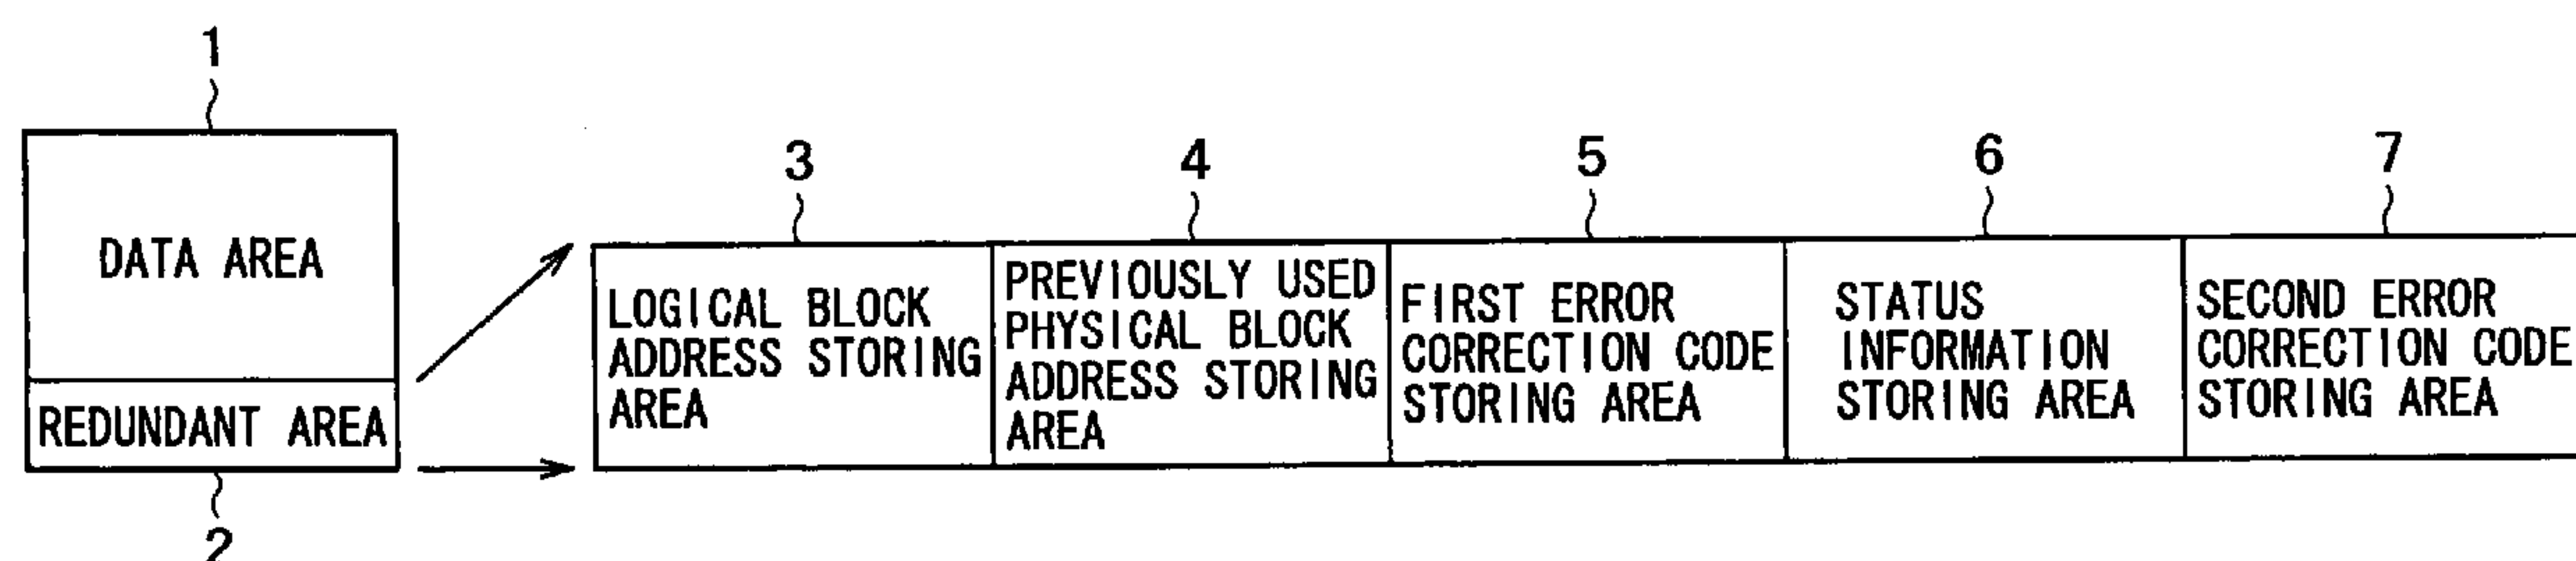 1
DATA AREA
REDUNDANT AREA
2
3
LOGICAL BLOCK
ADDRESS STORING
AREA
4
PREVIOUSLY USED
PHYSICAL BLOCK
ADDRESS STORING
AREA
5
FIRST ERROR
CORRECTION CODE
STORING AREA
6
STATUS
INFORMATION
STORING AREA
7
SECOND ERROR
CORRECTION CODE
STORING AREA